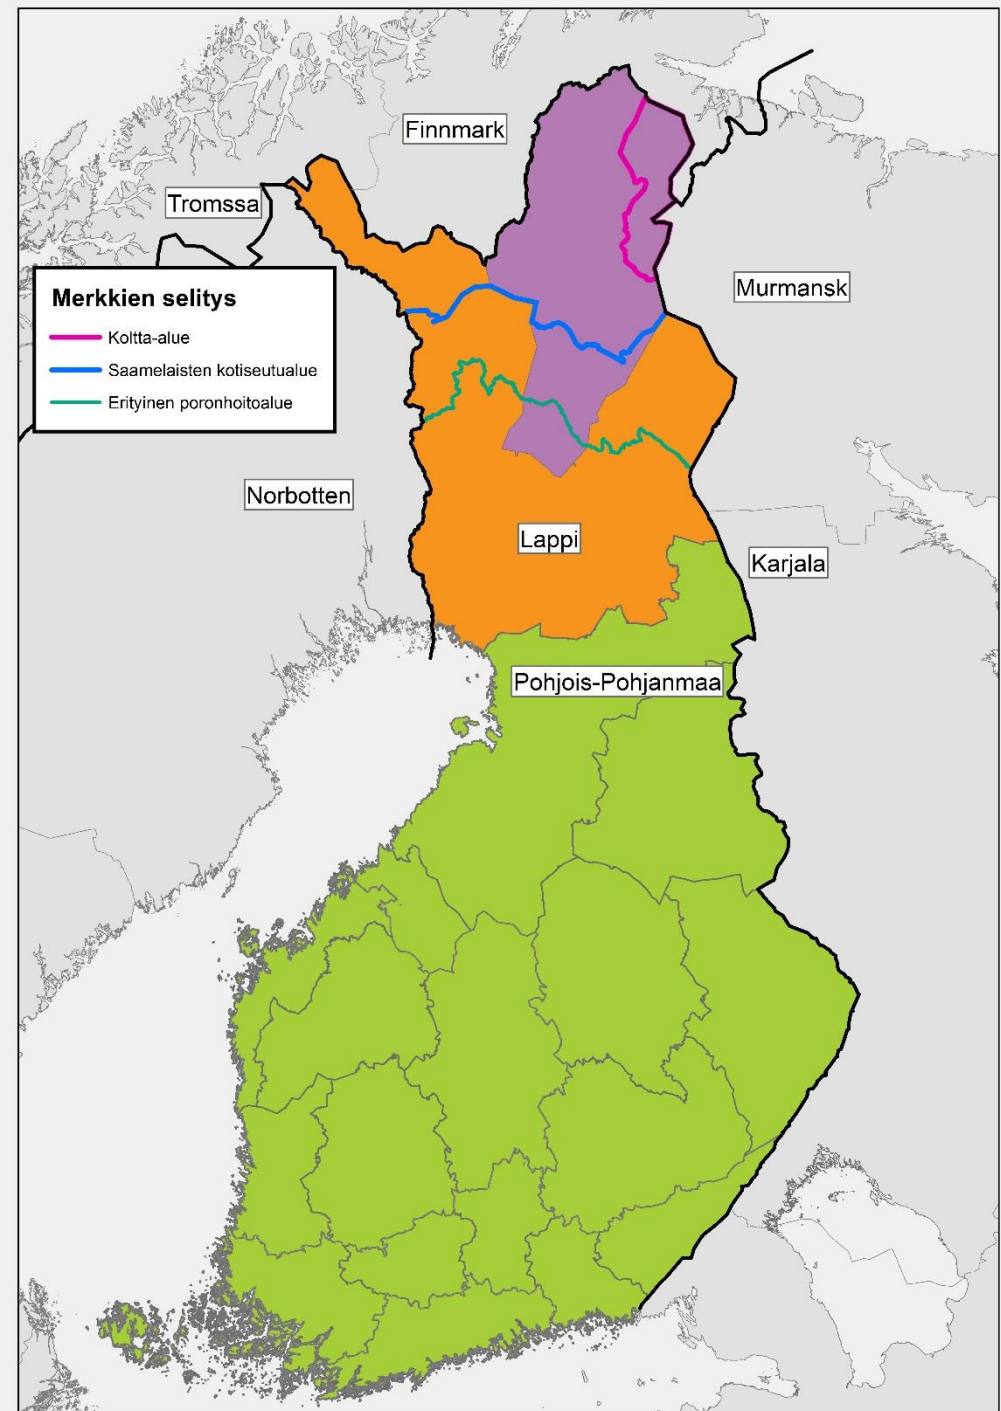 Finnmark
Tromssa
Murmansk
Merkkien selitys
Koltta-alue
Saamelaisten kotiseutualue
Erityinen poronhoitoalue
Norbotten
Lappi
Karjala
Pohjois-Pohjanmaa